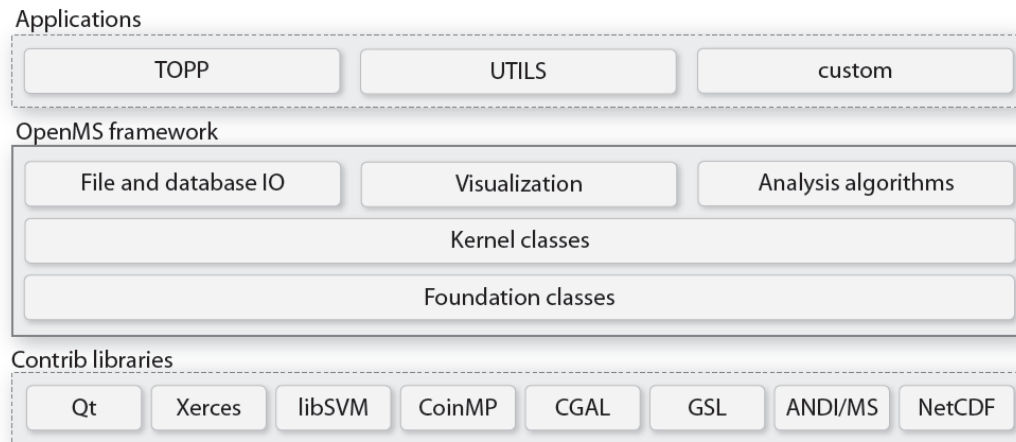 Applications
TOPP UTILS custom
OpenMS framework
File and database IO Visualization Analysis algorithms
Kernel classes
Foundation classes
Contrib libraries
Qt Xerces libSVM CoinMP CGAL GSL ANDI/MS NetCDF